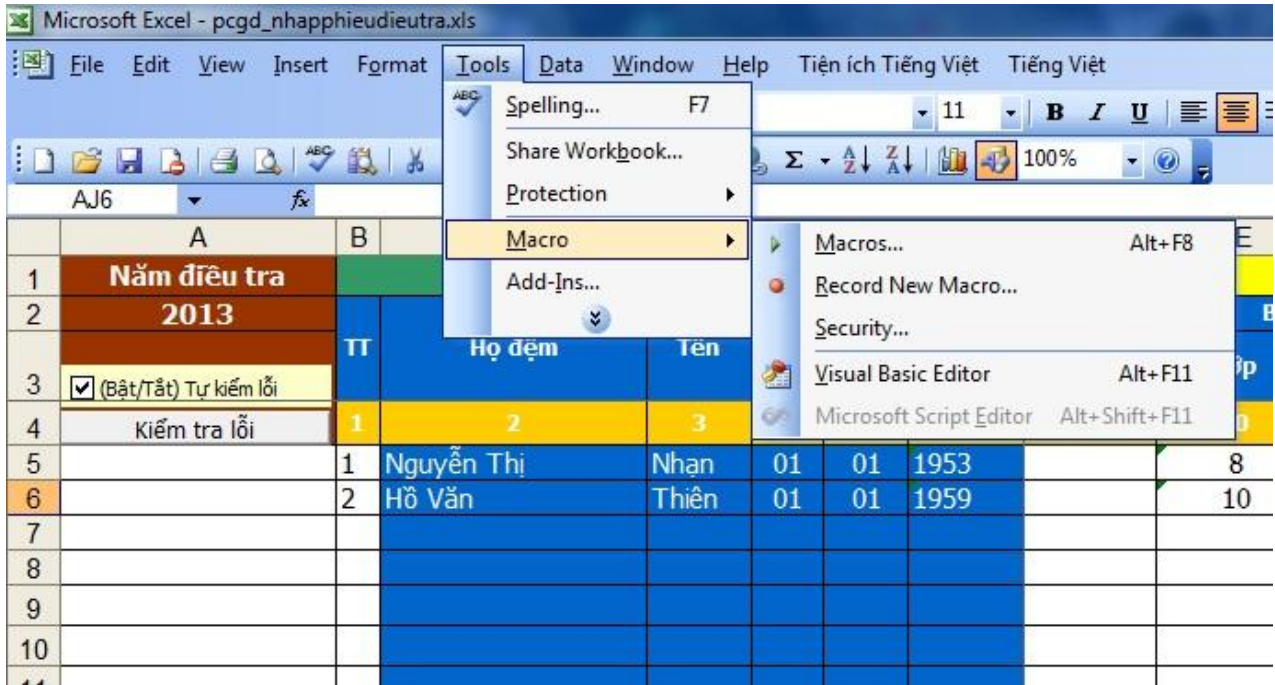 Microsoft Excel - pcgd_nhapphieudieutra.xls
File Edit View Insert Format Tools Data Window Help Tiện ích Tiếng Việt Tiếng Việt
Spelling... F7
11 B I U
Share Workbook...
100%
Protection
AJ6 fx
Macro
Macros... Alt+F8
A B E
Add-Ins...
Record New Macro...
1 Năm điều tra
2 2013
Security...
TT Họ đệm Tên
Visual Basic Editor Alt+F11
3 (Bật/Tắt) Tự kiểm lỗi
Microsoft Script Editor Alt+Shift+F11
4 Kiểm tra lỗi 1 2 3
5 1 Nguyễn Thị Nhạn 01 01 1953 8
6 2 Hồ Văn Thiên 01 01 1959 10
7
8
9
10